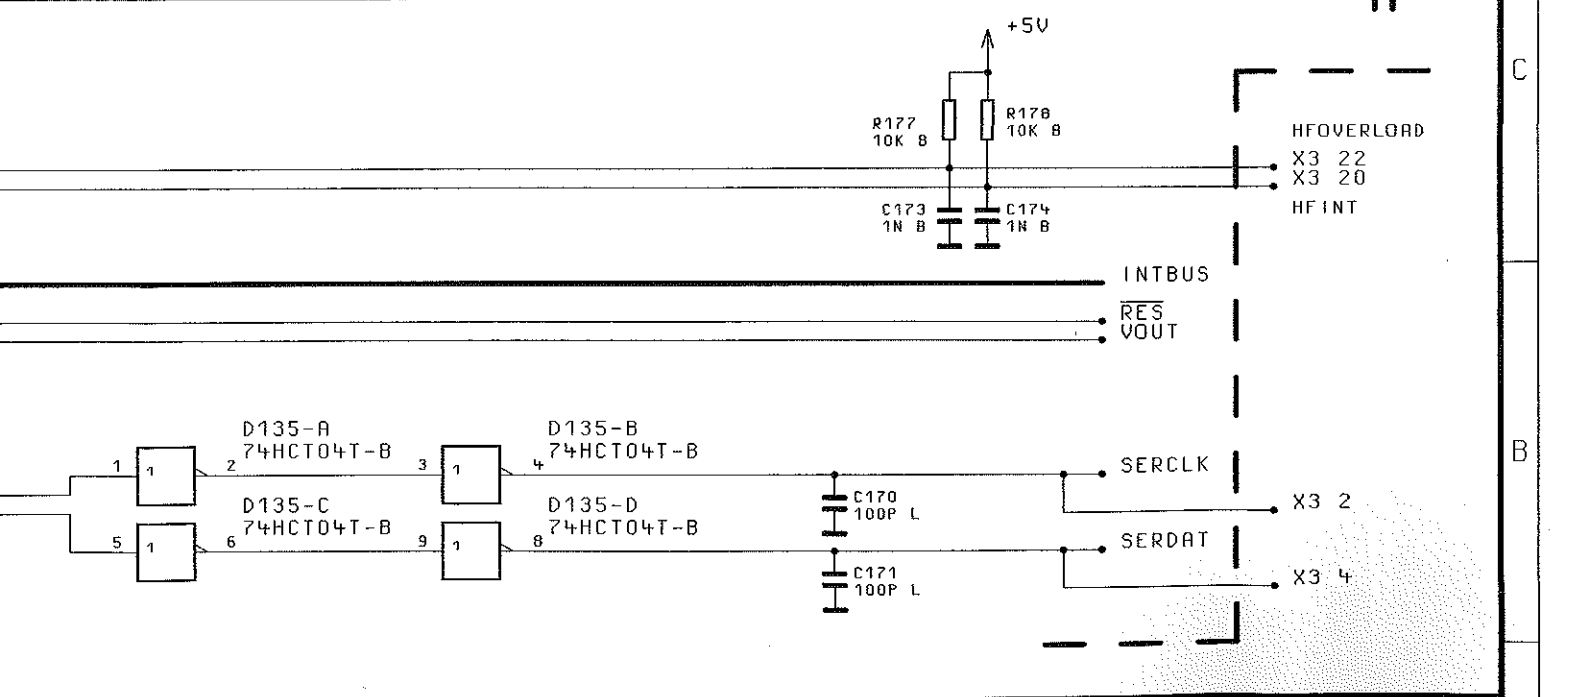 +5V
C
R177
10K B
R178
10K B
HFOVERLOAD
X3 22
X3 20
HFINT
C173
1N B
C174
1N B
INTBUS
RES
VOUT
D135-A
74HCT04T-B
D135-B
74HCT04T-B
1 1 2 3 1 4
SERCLK
B
C170
100P L
X3 2
D135-C
74HCT04T-B
D135-D
74HCT04T-B
5 1 6 9 1 8
SERDAT
C171
100P L
X3 4